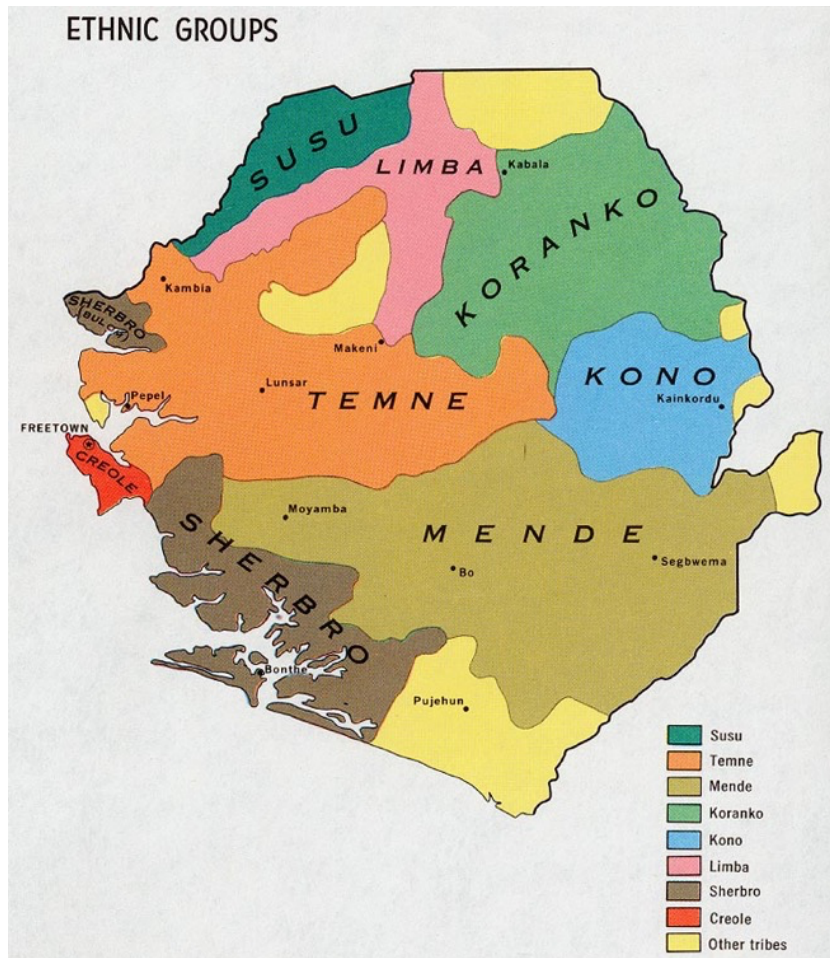 ETHNIC GROUPS
SUSU
LIMBA
Kabala
KORANKO
Kambia
SHERBRO
(BULOM)
Makeni
KONO
Lunsar
TEMNE
Kainkordu
Pepel
FREETOWN
CREOLE
Moyamba
MENDE
SHERBRO
Segbwema
Bo
Bonthe
Pujehun
Susu
Temne
Mende
Koranko
Kono
Limba
Sherbro
Creole
Other tribes